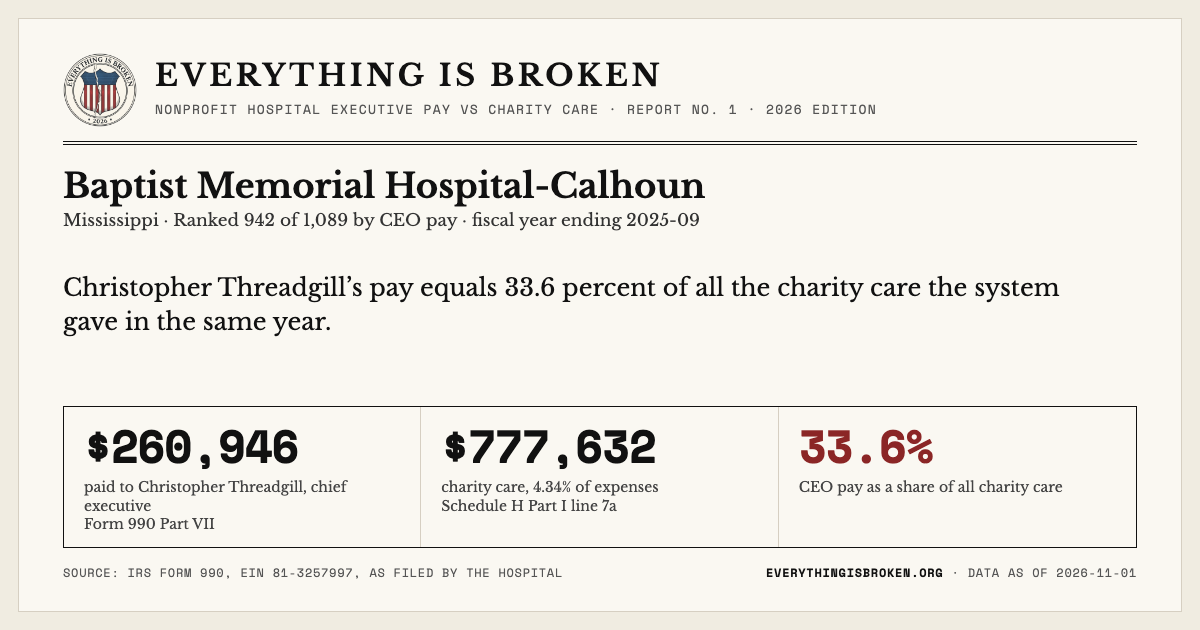 EVERYTHING IS BROKEN
2026
EVERYTHING IS BROKEN
NONPROFIT HOSPITAL EXECUTIVE PAY VS CHARITY CARE · REPORT NO. 1 · 2026 EDITION
Baptist Memorial Hospital-Calhoun
Mississippi · Ranked 942 of 1,089 by CEO pay · fiscal year ending 2025-09
Christopher Threadgill’s pay equals 33.6 percent of all the charity care the system
gave in the same year.
$260,946
paid to Christopher Threadgill, chief
executive
Form 990 Part VII
$777,632
charity care, 4.34% of expenses
Schedule H Part I line 7a
33.6%
CEO pay as a share of all charity care
SOURCE: IRS FORM 990, EIN 81-3257997, AS FILED BY THE HOSPITAL
EVERYTHINGISBROKEN.ORG · DATA AS OF 2026-11-01